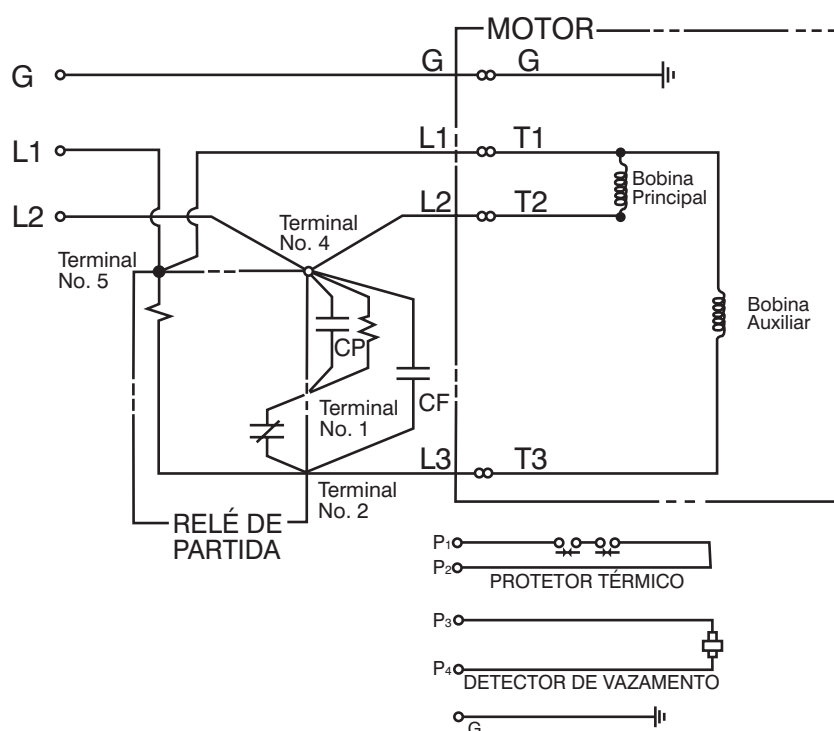 MOTOR
G
G
G
L1
L1
T1
Bobina
Principal
L2
L2
T2
Terminal
No. 4
Terminal
No. 5
Bobina
Auxiliar
CP
CF
Terminal
No. 1
L3
T3
Terminal
No. 2
RELÉ DE
PARTIDA
P1
P2
PROTETOR TÉRMICO
P3
P4
DETECTOR DE VAZAMENTO
G